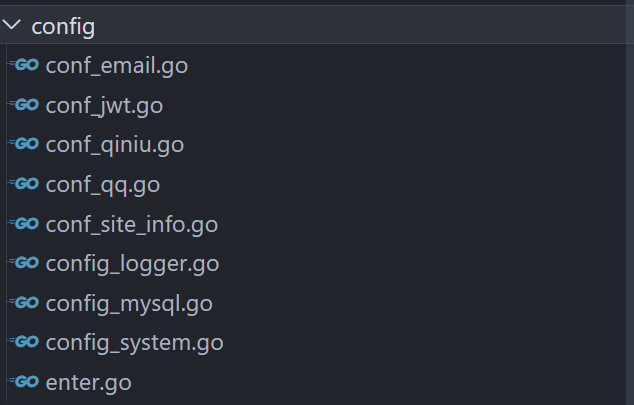 config
GO conf_email.go
GO conf_jwt.go
GO conf_qiniu.go
GO conf_qq.go
GO conf_site_info.go
GO config_logger.go
GO config_mysql.go
GO config_system.go
GO enter.go